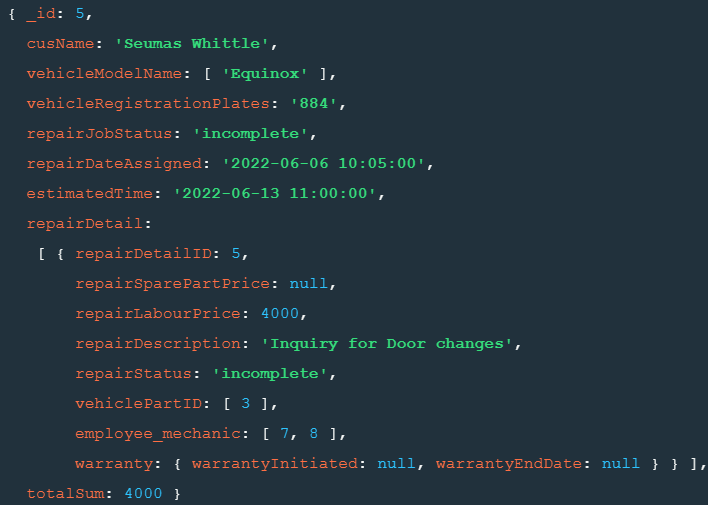 { _id: 5,
cusName: 'Seumas Whittle',
vehicleModelName: [ 'Equinox' ],
vehicleRegistrationPlates: '884',
repairJobStatus: 'incomplete',
repairDateAssigned: '2022-06-06 10:05:00',
estimatedTime: '2022-06-13 11:00:00',
repairDetail:
[ { repairDetailID: 5,
repairSparePartPrice: null,
repairLabourPrice: 4000,
repairDescription: 'Inquiry for Door changes',
repairStatus: 'incomplete',
vehiclePartID: [ 3 ],
employee_mechanic: [ 7, 8 ],
warranty: { warrantyInitiated: null, warrantyEndDate: null } } ],
totalSum: 4000 }